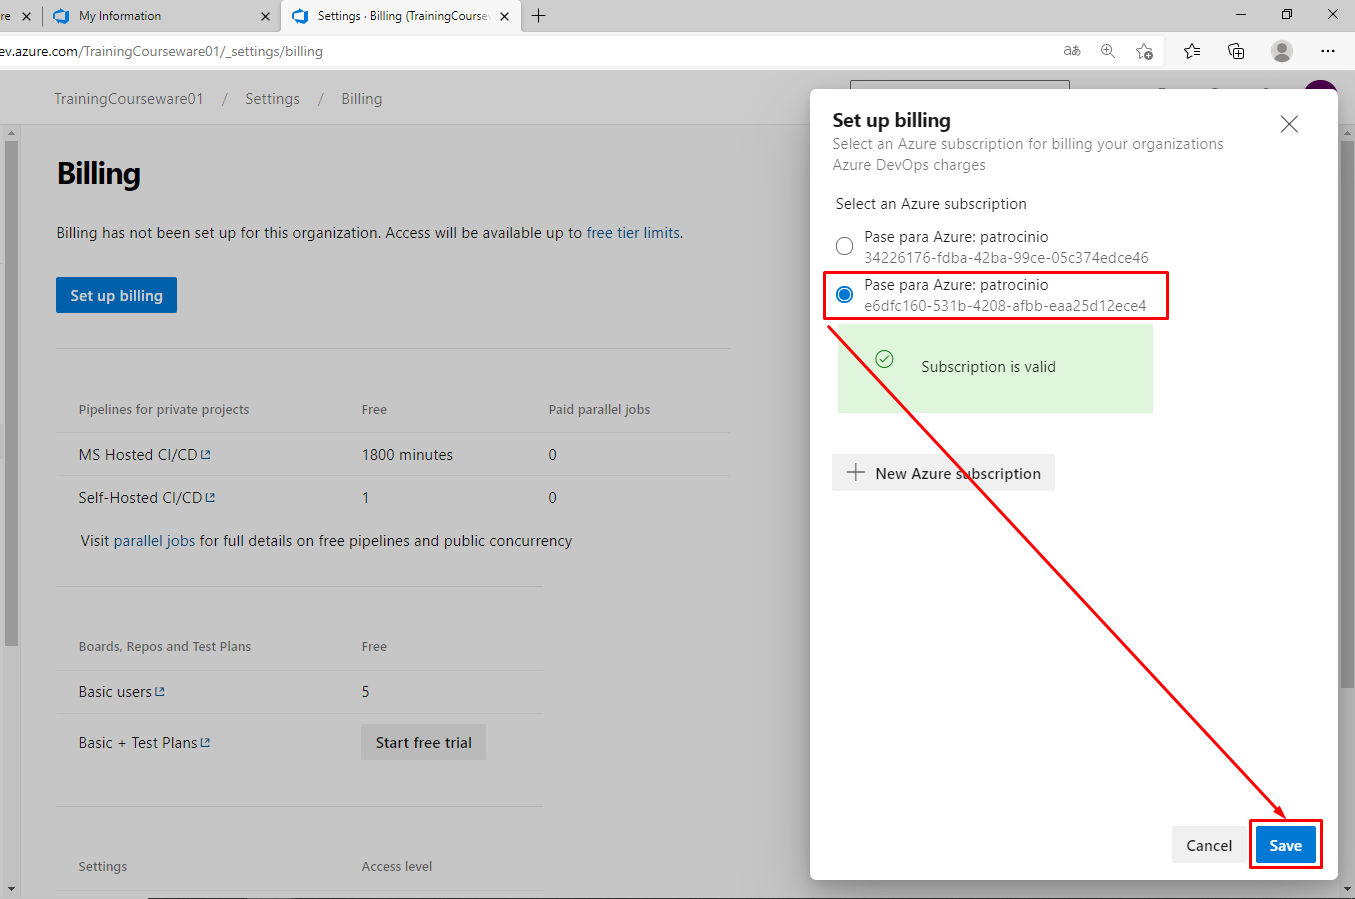 re
My Information
Settings · Billing (TrainingCourse
ev.azure.com/TrainingCourseware01/_settings/billing
aあ
TrainingCourseware01 / Settings / Billing
Billing
Billing has not been set up for this organization. Access will be available up to free tier limits.
Set up billing
Pipelines for private projects Free Paid parallel jobs
MS Hosted CI/CD 1800 minutes 0
Self-Hosted CI/CD 1 0
Visit parallel jobs for full details on free pipelines and public concurrency
Boards, Repos and Test Plans Free
Basic users 5
Basic + Test Plans Start free trial
Settings Access level
Set up billing
Select an Azure subscription for billing your organizations
Azure DevOps charges
Select an Azure subscription
Pase para Azure: patrocinio
34226176-fdba-42ba-99ce-05c374edce46
Pase para Azure: patrocinio
e6dfc160-531b-4208-afbb-eaa25d12ece4
Subscription is valid
New Azure subscription
Cancel Save